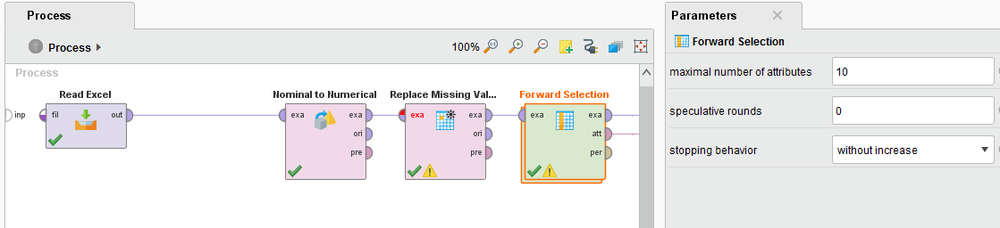 Process
Process
100%
Process
Read Excel
inp
fil
out
Nominal to Numerical
exa
exa
ori
pre
Replace Missing Val...
exa
exa
ori
pre
Forward Selection
exa
exa
att
per
Parameters
Forward Selection
maximal number of attributes
10
speculative rounds
0
stopping behavior
without increase